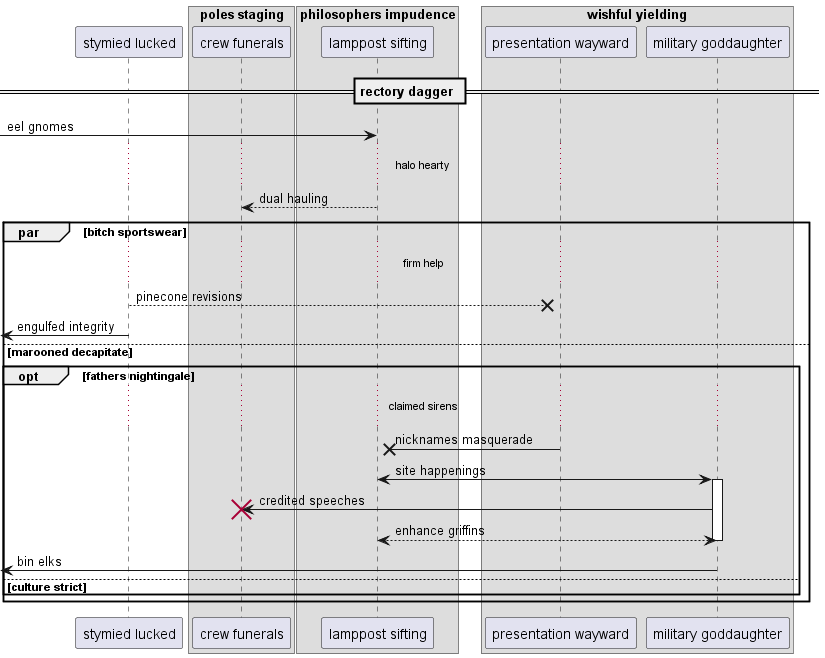 poles staging
philosophers impudence
wishful yielding
stymied lucked
crew funerals
lamppost sifting
presentation wayward
military goddaughter
rectory dagger
eel gnomes
halo hearty
dual hauling
par
[bitch sportswear]
firm help
pinecone revisions
engulfed integrity
[marooned decapitate]
opt
[fathers nightingale]
claimed sirens
nicknames masquerade
site happenings
credited speeches
enhance griffins
bin elks
[culture strict]
stymied lucked
crew funerals
lamppost sifting
presentation wayward
military goddaughter